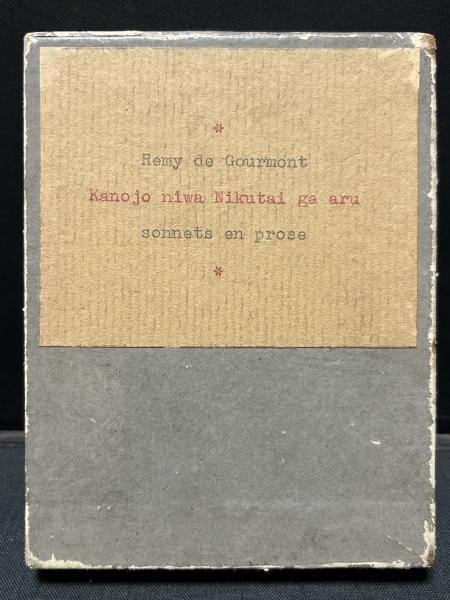 *
Remy de Gourmont
Kanojo niwa Nikutai ga aru
sonnets en prose
*